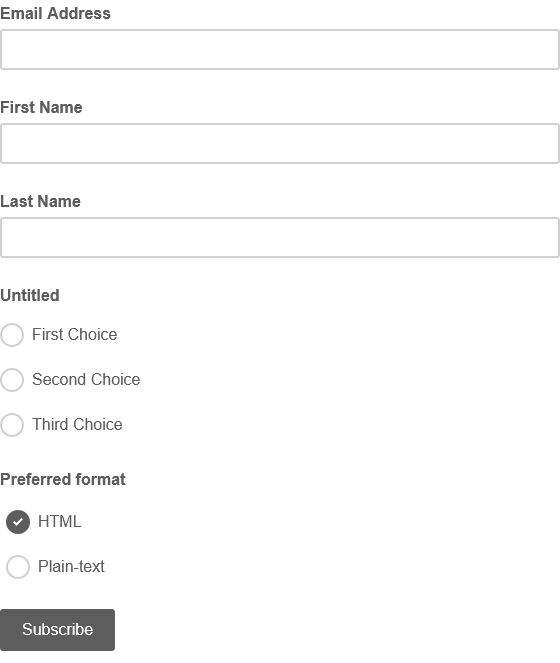 Email Address
First Name
Last Name
Untitled
First Choice
Second Choice
Third Choice
Preferred format
HTML
Plain-text
Subscribe